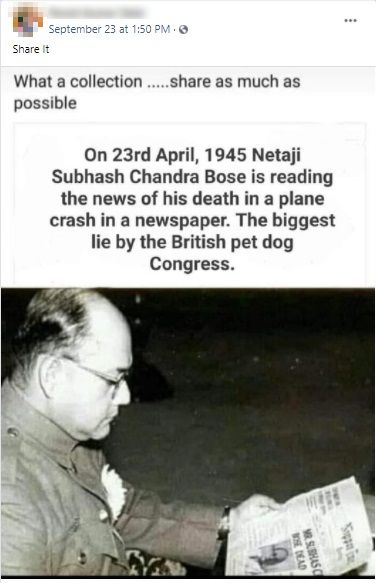 September 23 at 1:50 PM ·
Share It
What a collection .....share as much as
possible
On 23rd April, 1945 Netaji
Subhash Chandra Bose is reading
the news of his death in a plane
crash in a newspaper. The biggest
lie by the British pet dog
Congress.
MR. SUBHAS C
BOSE DEAD